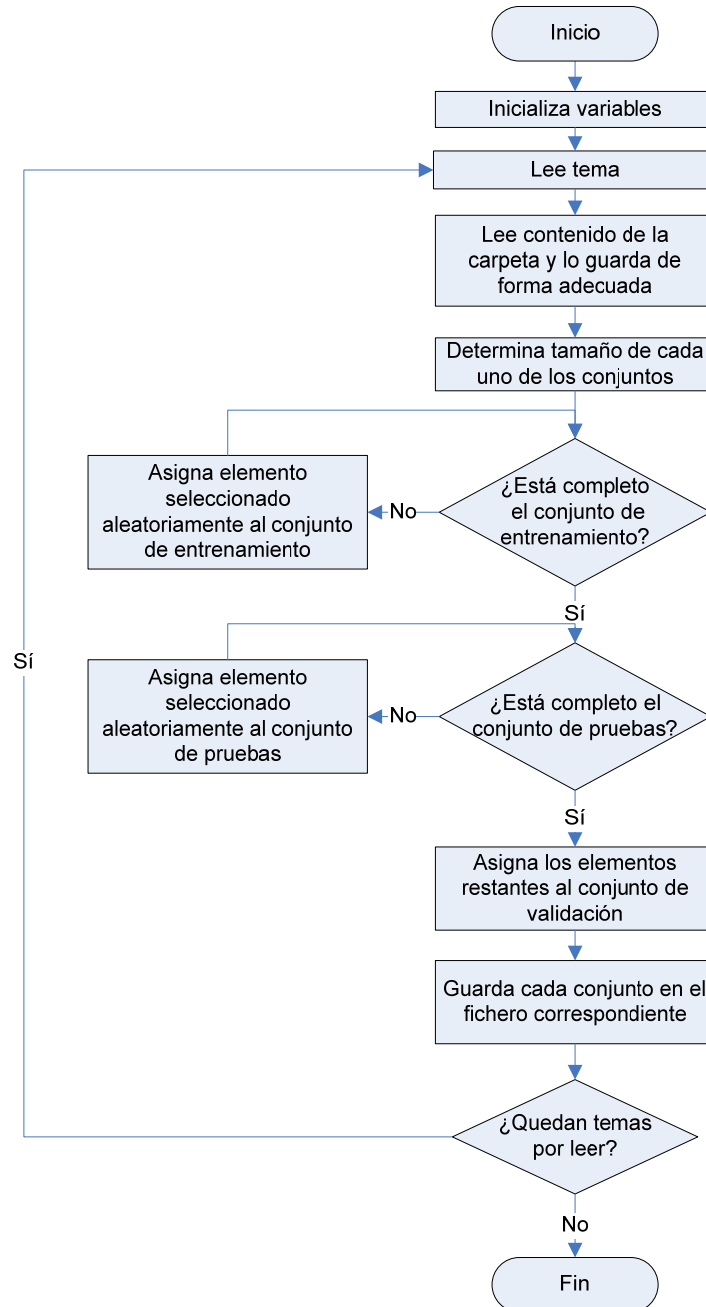 Inicio
Inicializa variables
Lee tema
Lee contenido de la
carpeta y lo guarda de
forma adecuada
Determina tamaño de cada
uno de los conjuntos
¿Está completo
el conjunto de
entrenamiento?
No
Asigna elemento
seleccionado
aleatoriamente al conjunto
de entrenamiento
Sí
¿Está completo el
conjunto de pruebas?
No
Asigna elemento
seleccionado
aleatoriamente al conjunto
de pruebas
Sí
Asigna los elementos
restantes al conjunto de
validación
Guarda cada conjunto en el
fichero correspondiente
¿Quedan temas
por leer?
Sí
No
Fin